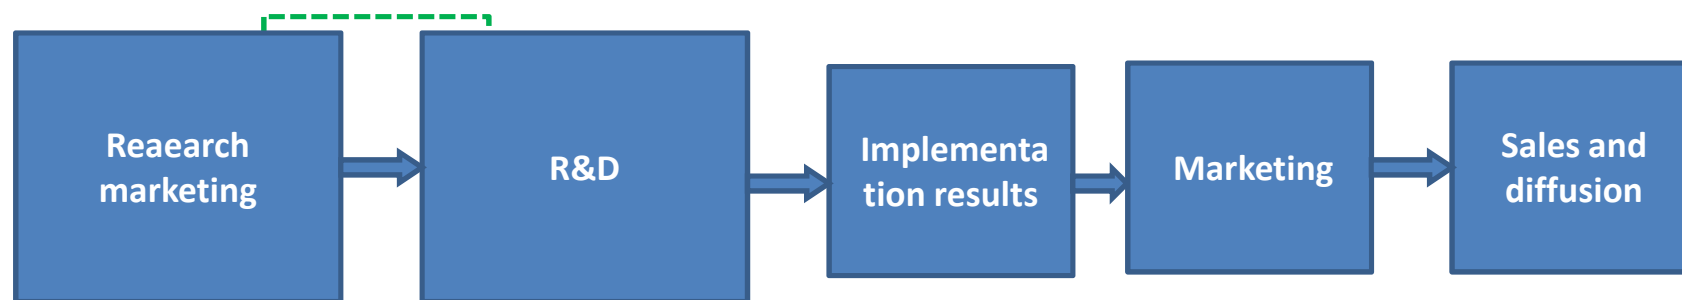 Reaearch
marketing
R&D
Implementa
tion results
Marketing
Sales and
diffusion